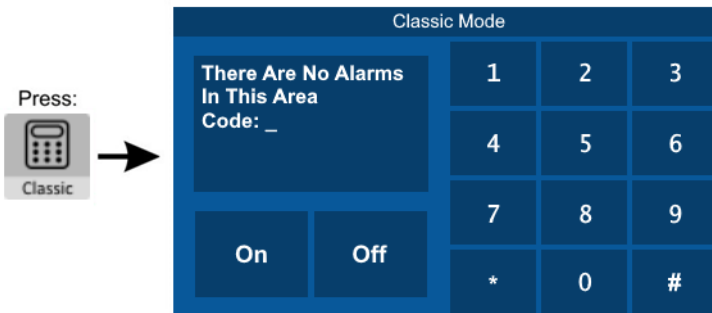 Classic Mode
Press:
Classic
There Are No Alarms
In This Area
Code: _
On
Off
1 2 3
4 5 6
7 8 9
* 0 #